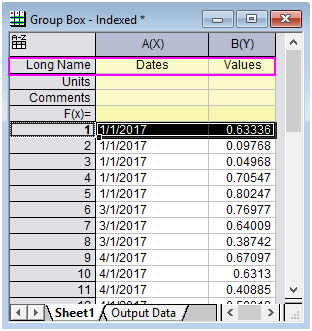 Group Box - Indexed *
A(X) B(Y)
Long Name Dates Values
Units
Comments
F(x)=
1 1/1/2017 0.63336
2 1/1/2017 0.09768
3 1/1/2017 0.04968
4 1/1/2017 0.70547
5 1/1/2017 0.80247
6 3/1/2017 0.76977
7 3/1/2017 0.64009
8 3/1/2017 0.38742
9 4/1/2017 0.67097
10 4/1/2017 0.6313
11 4/1/2017 0.40885
Sheet1 Output Data